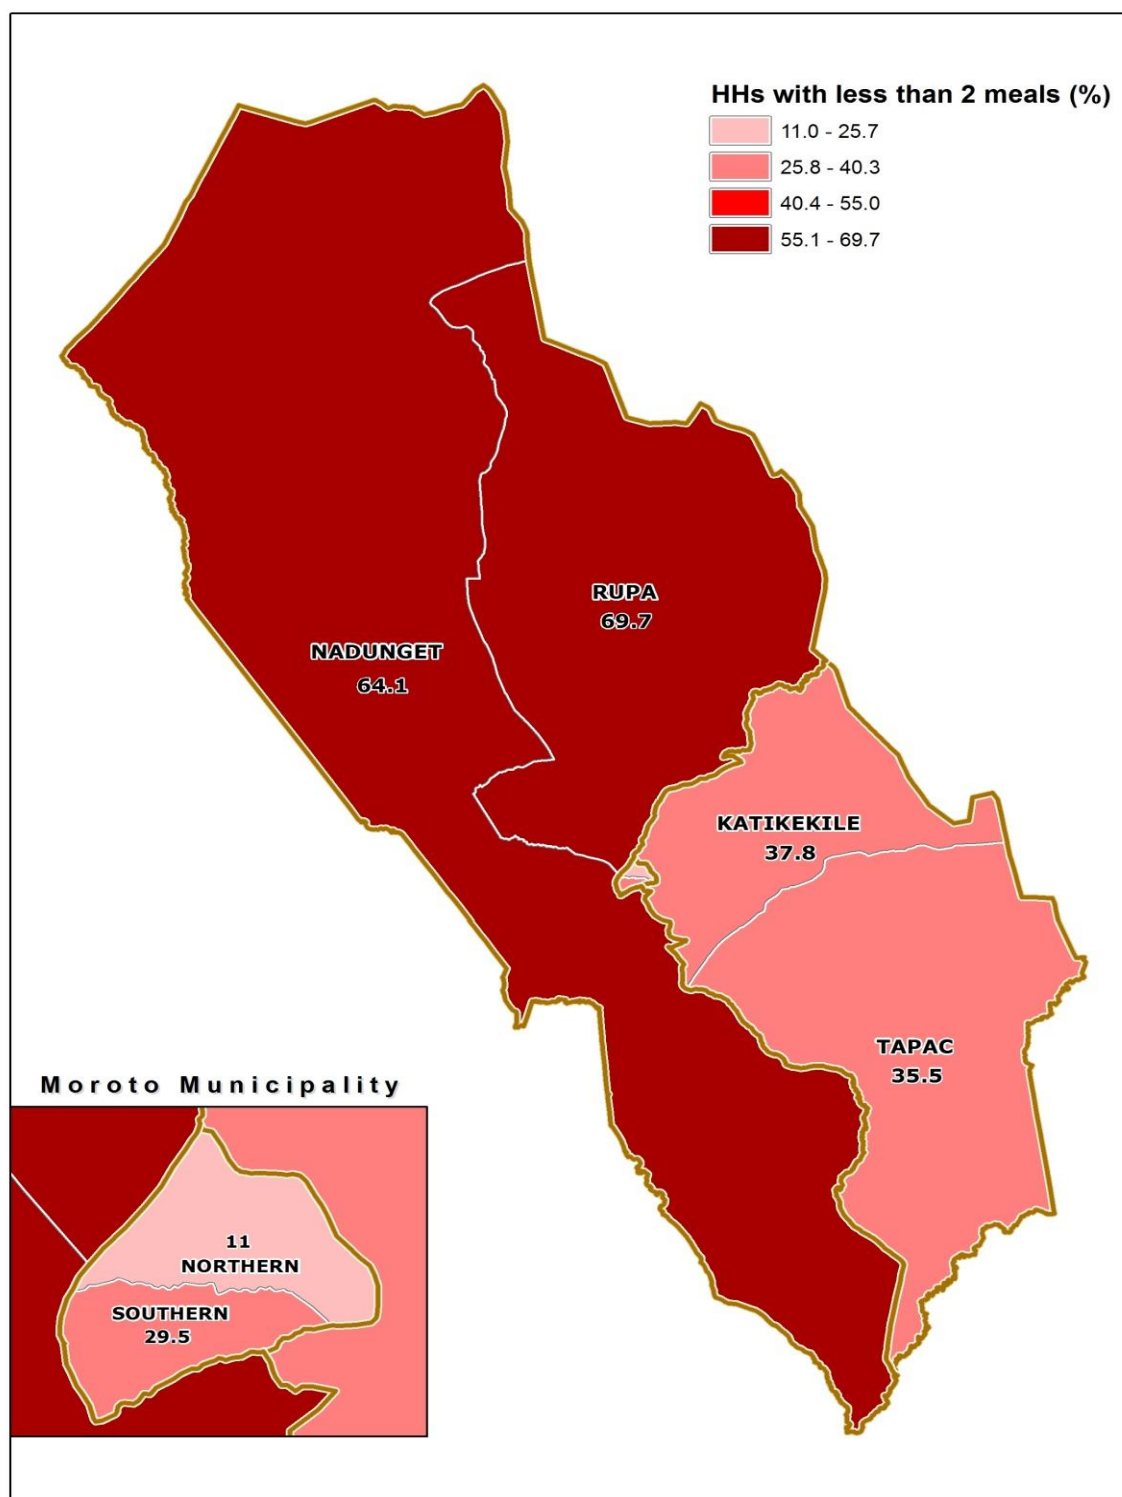 HHs with less than 2 meals (%)
11.0 - 25.7
25.8 - 40.3
40.4 - 55.0
55.1 - 69.7
RUPA
69.7
NADUNGET
64.1
KATIKEKILE
37.8
TAPAC
35.5
Moroto Municipality
11
NORTHERN
SOUTHERN
29.5